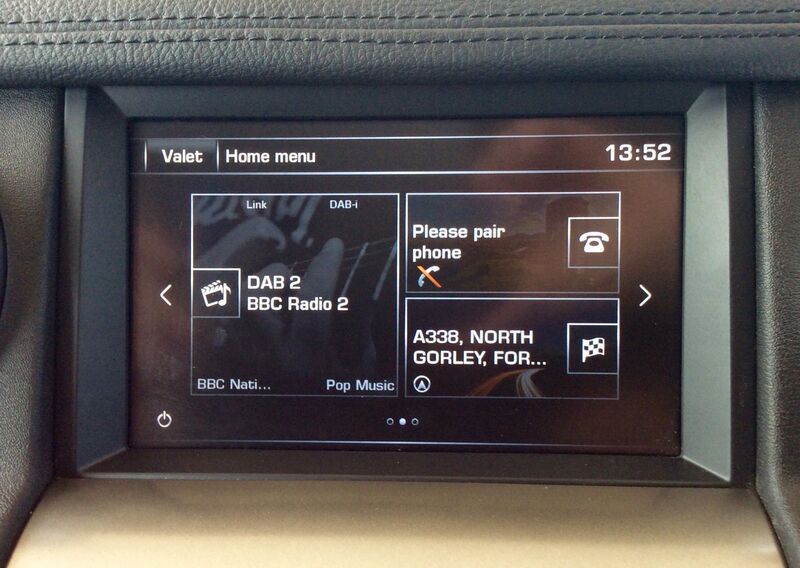 Valet
Home menu
13:52
Link
DAB-i
DAB 2
BBC Radio 2
BBC Nati...
Pop Music
Please pair
phone
A338, NORTH
GORLEY, FOR...